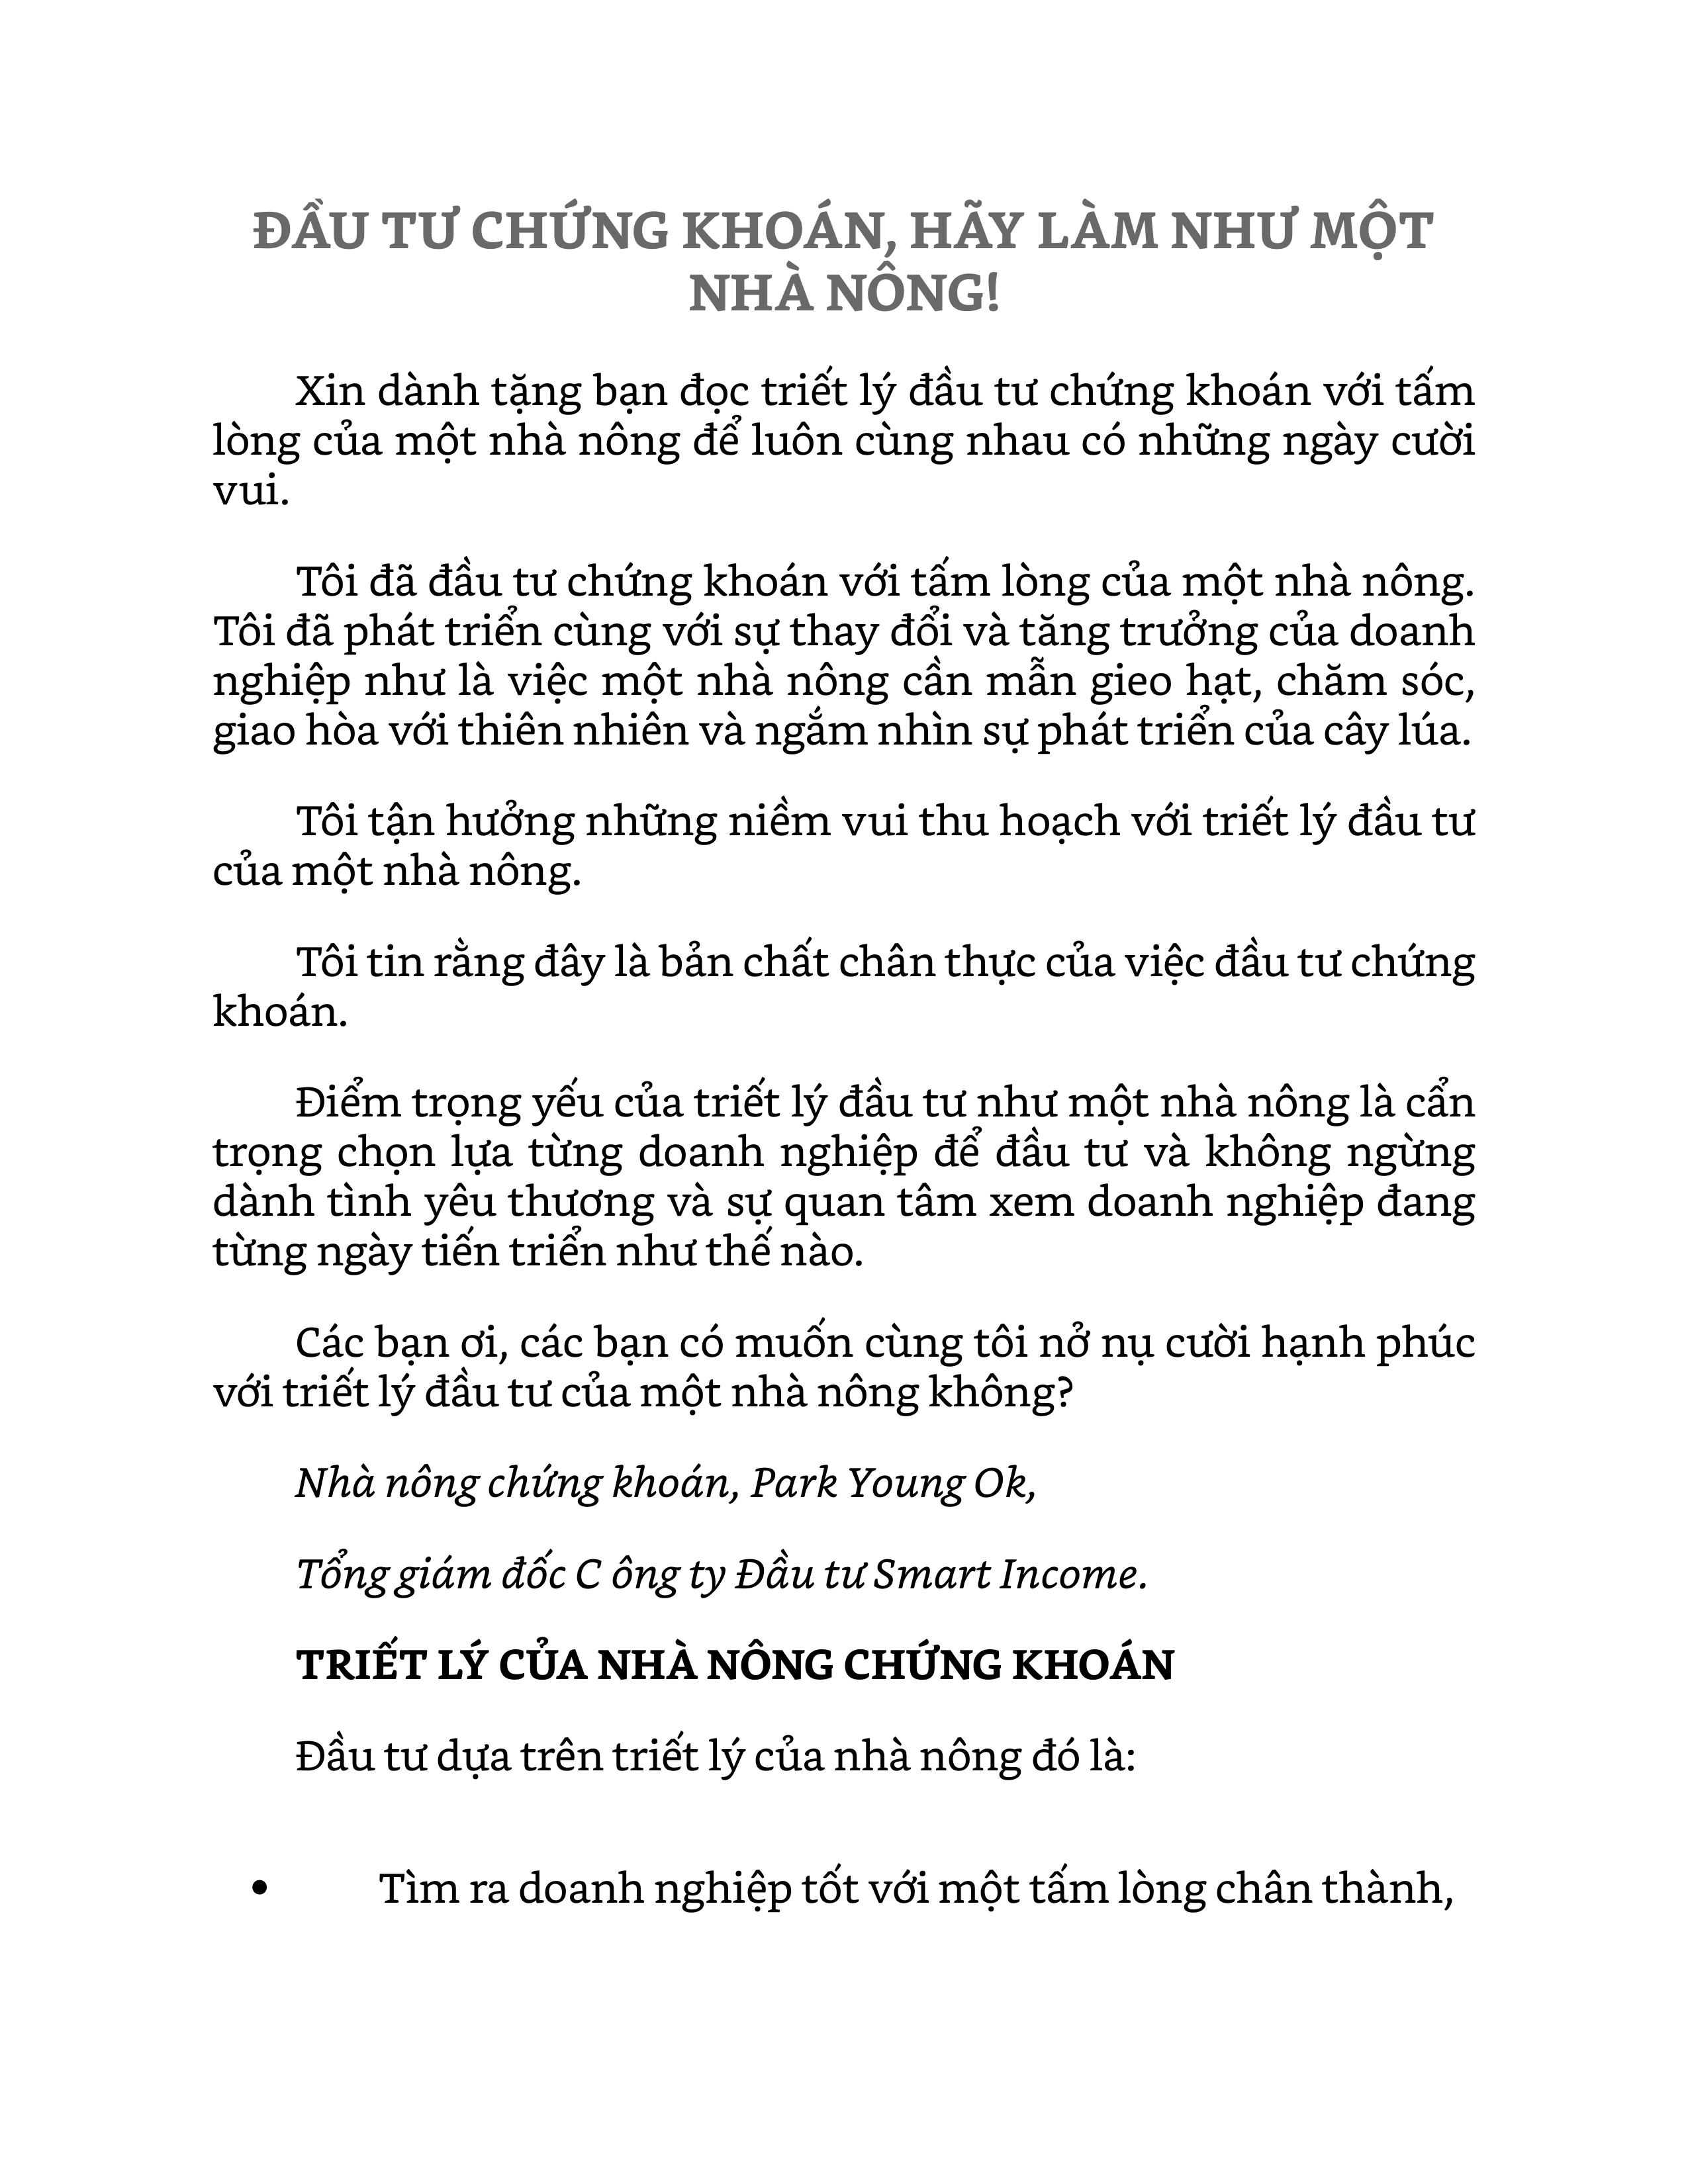 ĐẦU TƯ CHỨNG KHOÁN, HÃY LÀM NHƯ MỘT
NHÀ NÔNG!
Xin dành tặng bạn đọc triết lý đầu tư chứng khoán với tấm
lòng của một nhà nông để luôn cùng nhau có những ngày cười
vui.
Tôi đã đầu tư chứng khoán với tấm lòng của một nhà nông.
Tôi đã phát triển cùng với sự thay đổi và tăng trưởng của doanh
nghiệp như là việc một nhà nông cần mẫn gieo hạt, chăm sóc,
giao hòa với thiên nhiên và ngắm nhìn sự phát triển của cây lúa.
Tôi tận hưởng những niềm vui thu hoạch với triết lý đầu tư
của một nhà nông.
Tôi tin rằng đây là bản chất chân thực của việc đầu tư chứng
khoán.
Điểm trọng yếu của triết lý đầu tư như một nhà nông là cẩn
trọng chọn lựa từng doanh nghiệp để đầu tư và không ngừng
dành tình yêu thương và sự quan tâm xem doanh nghiệp đang
từng ngày tiến triển như thế nào.
Các bạn ơi, các bạn có muốn cùng tôi nở nụ cười hạnh phúc
với triết lý đầu tư của một nhà nông không?
Nhà nông chứng khoán, Park Young Ok,
Tổng giám đốc C ông ty Đầu tư Smart Income.
TRIẾT LÝ CỦA NHÀ NÔNG CHỨNG KHOÁN
Đầu tư dựa trên triết lý của nhà nông đó là:
• Tìm ra doanh nghiệp tốt với một tấm lòng chân thành,